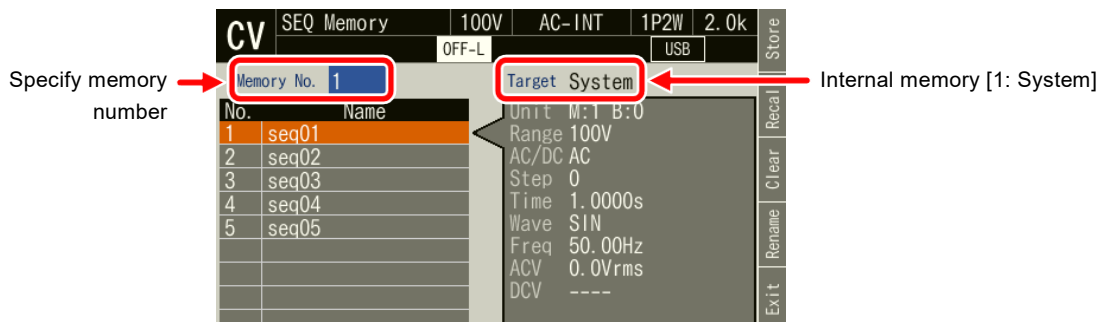 CV SEQ Memory 100V AC-INT 1P2W 2.0k
OFF-L USB
Specify memory
number
Memory No. 1
Target System
Internal memory [1: System]
No. Name
1 seq01
2 seq02
3 seq03
4 seq04
5 seq05
Unit M:1 B:0
Range 100V
AC/DC AC
Step 0
Time 1.0000s
Wave SIN
Freq 50.00Hz
ACV 0.0Vrms
DCV ----
Store
Recal
Clear
Rename
Exit